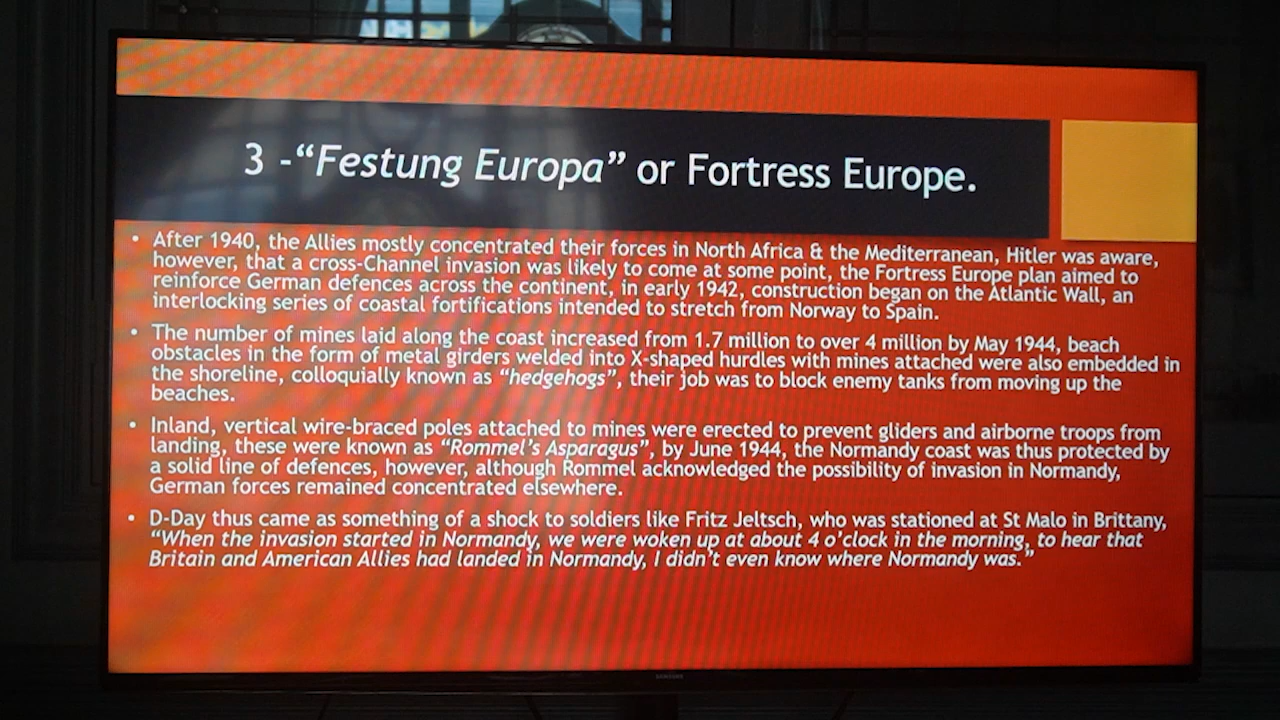 3 -“Festung Europa” or Fortress Europe.
• After 1940, the Allies mostly concentrated their forces in North Africa & the Mediterranean, Hitler was aware,
however, that a cross-Channel invasion was likely to come at some point, the Fortress Europe plan aimed to
reinforce German defences across the continent, in early 1942, construction began on the Atlantic Wall, an
interlocking series of coastal fortifications intended to stretch from Norway to Spain.
• The number of mines laid along the coast increased from 1.7 million to over 4 million by May 1944, beach
obstacles in the form of metal girders welded into X-shaped hurdles with mines attached were also embedded in
the shoreline, colloquially known as “hedgehogs”, their job was to block enemy tanks from moving up the
beaches.
• Inland, vertical wire-braced poles attached to mines were erected to prevent gliders and airborne troops from
landing, these were known as “Rommel’s Asparagus”, by June 1944, the Normandy coast was thus protected by
a solid line of defences, however, although Rommel acknowledged the possibility of invasion in Normandy,
German forces remained concentrated elsewhere.
• D-Day thus came as something of a shock to soldiers like Fritz Jeltsch, who was stationed at St Malo in Brittany,
“When the invasion started in Normandy, we were woken up at about 4 o’clock in the morning, to hear that
Britain and American Allies had landed in Normandy, I didn’t even know where Normandy was.”
SAMSUNG